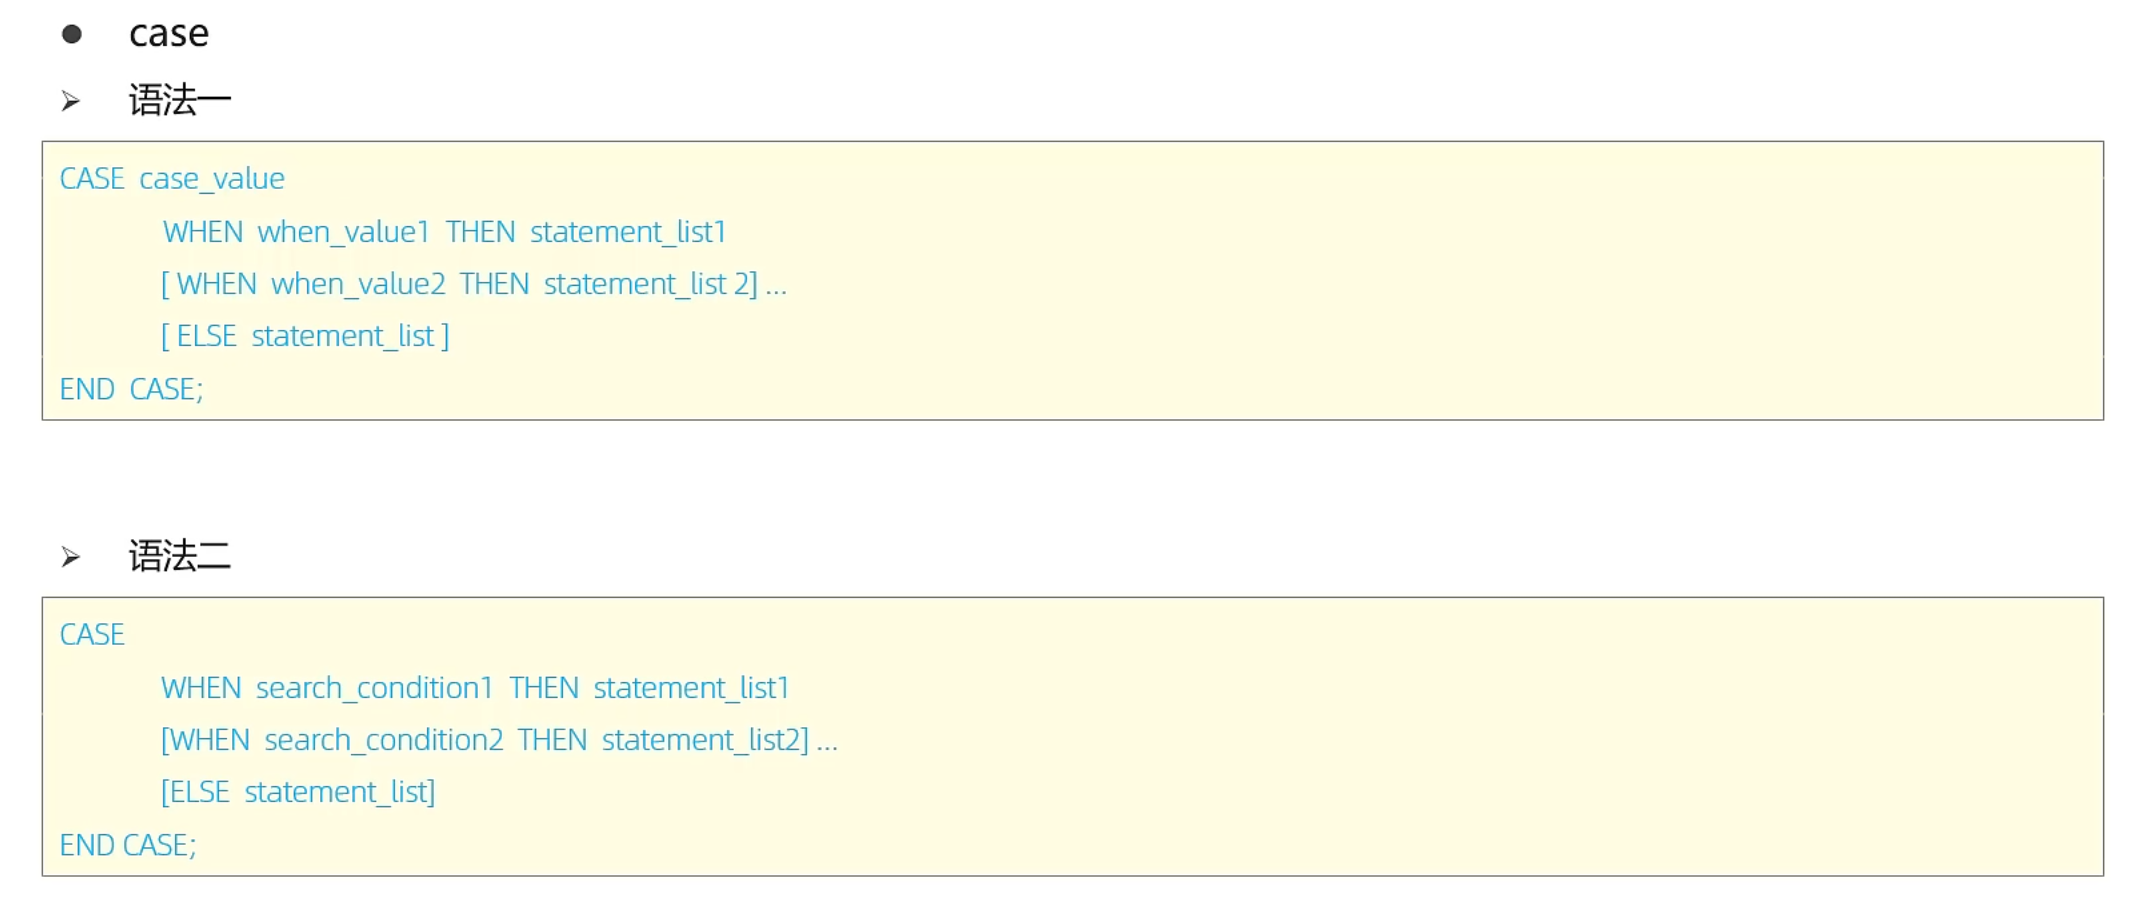 case
语法一
CASE case_value
WHEN when_value1 THEN statement_list1
[ WHEN when_value2 THEN statement_list 2] ...
[ ELSE statement_list ]
END CASE;
语法二
CASE
WHEN search_condition1 THEN statement_list1
[WHEN search_condition2 THEN statement_list2] ...
[ELSE statement_list]
END CASE;